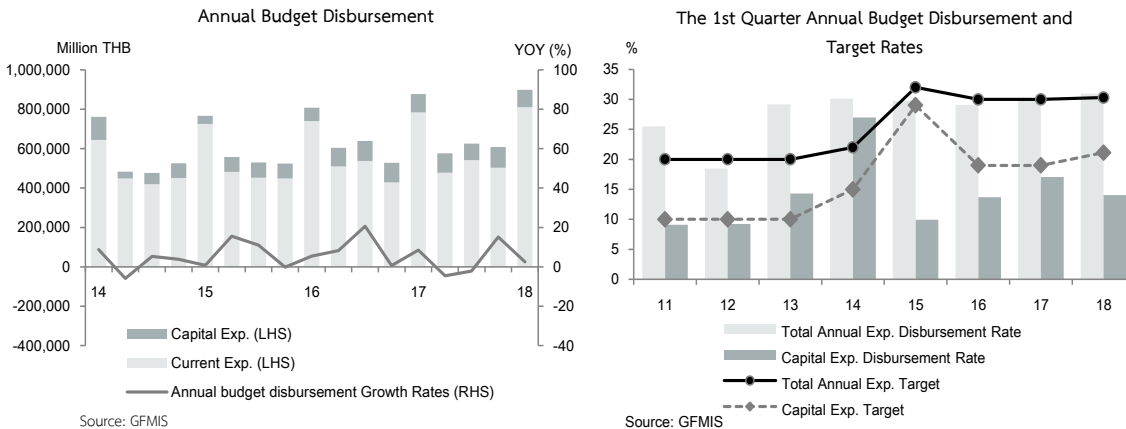 Annual Budget Disbursement
Million THB
YOY (%)
1,000,000
800,000
600,000
400,000
200,000
0
-200,000
-400,000
100
80
60
40
20
0
-20
-40
14
15
16
17
18
Capital Exp. (LHS)
Current Exp. (LHS)
Annual budget disbursement Growth Rates (RHS)
Source: GFMIS
The 1st Quarter Annual Budget Disbursement and
Target Rates
%
35
30
25
20
15
10
5
0
11
12
13
14
15
16
17
18
Total Annual Exp. Disbursement Rate
Capital Exp. Disbursement Rate
Total Annual Exp. Target
Capital Exp. Target
Source: GFMIS